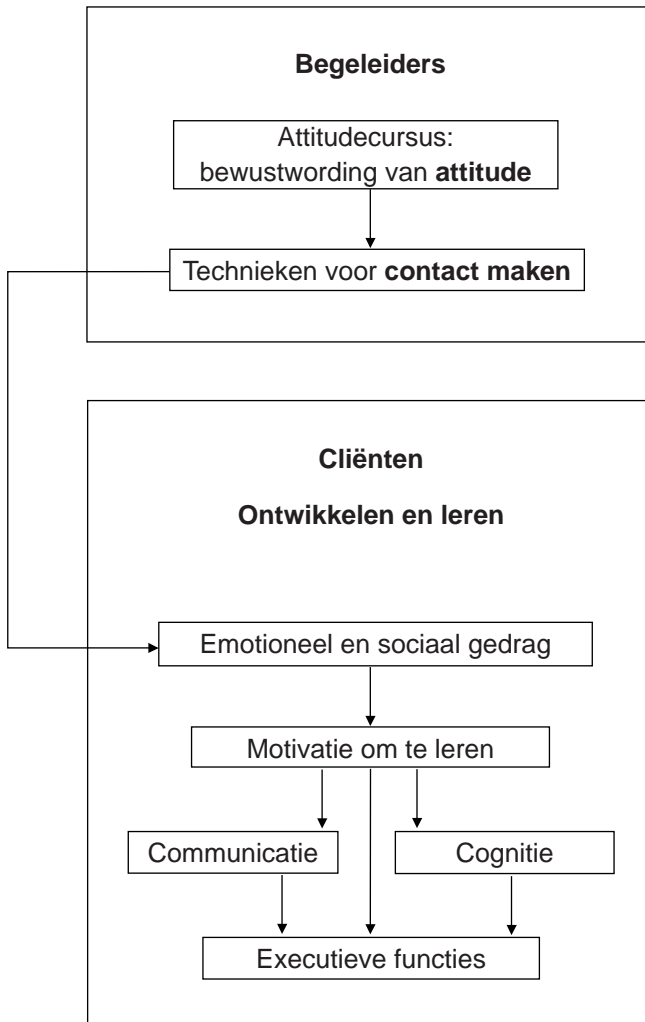 Begeleiders
Attitudecursus:
bewustwording van attitude
Technieken voor contact maken
Cliënten
Ontwikkelen en leren
Emotioneel en sociaal gedrag
Motivatie om te leren
Communicatie
Cognitie
Executieve functies